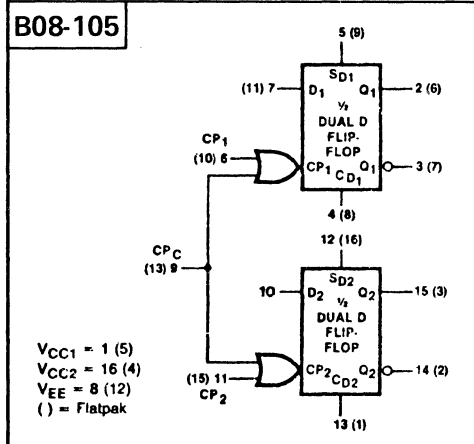 B08-105
5 (9)
SD1
(11) 7 D1 Q1 2 (6)
½
DUAL D
FLIP-
FLOP
CP1
(10) 6
CP1 CD1 Q1 3 (7)
4 (8)
CPC
(13) 9
12 (16)
SD2
10 D2 Q2 15 (3)
½
DUAL D
FLIP-
FLOP
CP2 CD2 Q2 14 (2)
(15) 11
CP2
13 (1)
VCC1 = 1 (5)
VCC2 = 16 (4)
VEE = 8 (12)
( ) = Flatpak